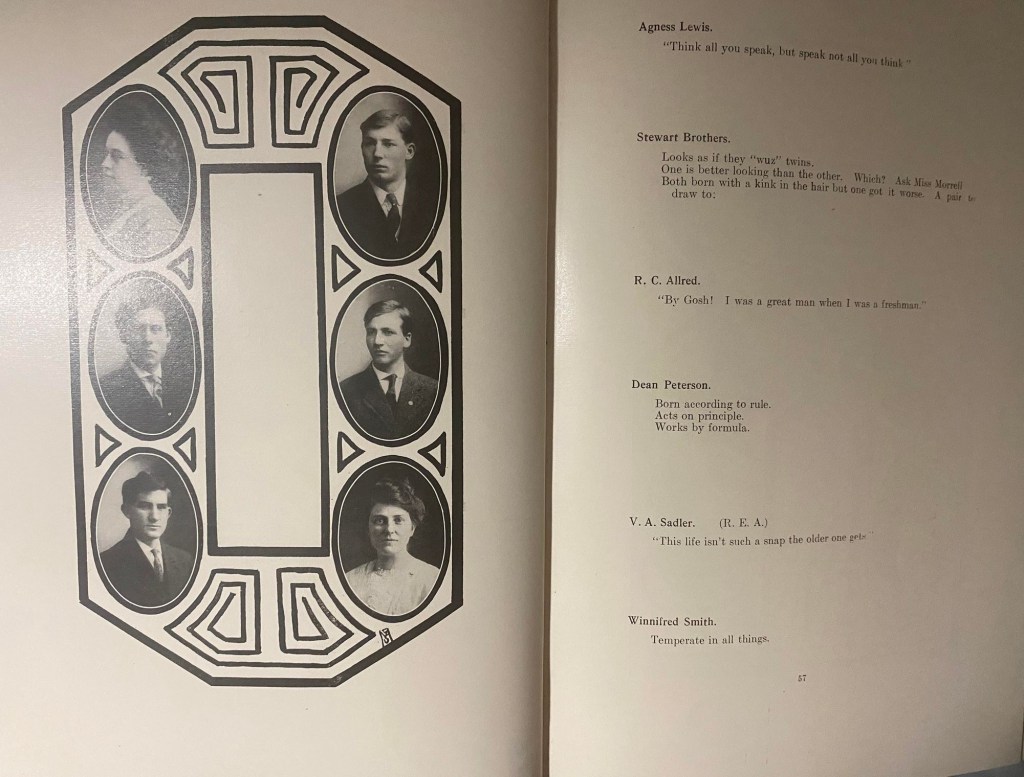 Agness Lewis.
"Think all you speak, but speak not all you think"
Stewart Brothers.
Looks as if they "wuz" twins.
One is better looking than the other. Which? Ask Miss Morrell
Both born with a kink in the hair but one got it worse. A pair to
draw to:
R. C. Allred.
"By Gosh! I was a great man when I was a freshman."
Dean Peterson.
Born according to rule.
Acts on principle.
Works by formula.
V. A. Sadler. (R. E. A.)
"This life isn't such a snap the older one gets"
Winnifred Smith.
Temperate in all things.
57